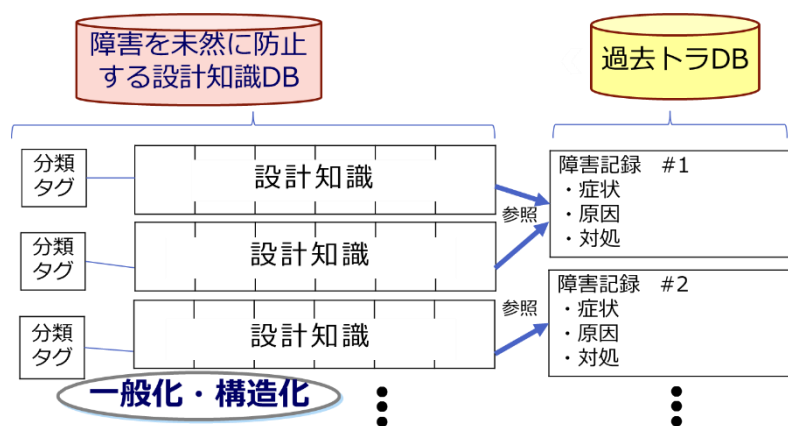 障害を未然に防止
する設計知識DB
過去トラDB
分類
タグ
設計知識
分類
タグ
設計知識
分類
タグ
設計知識
一般化・構造化
参照
参照
障害記録　#1
・症状
・原因
・対処
障害記録　#2
・症状
・原因
・対処